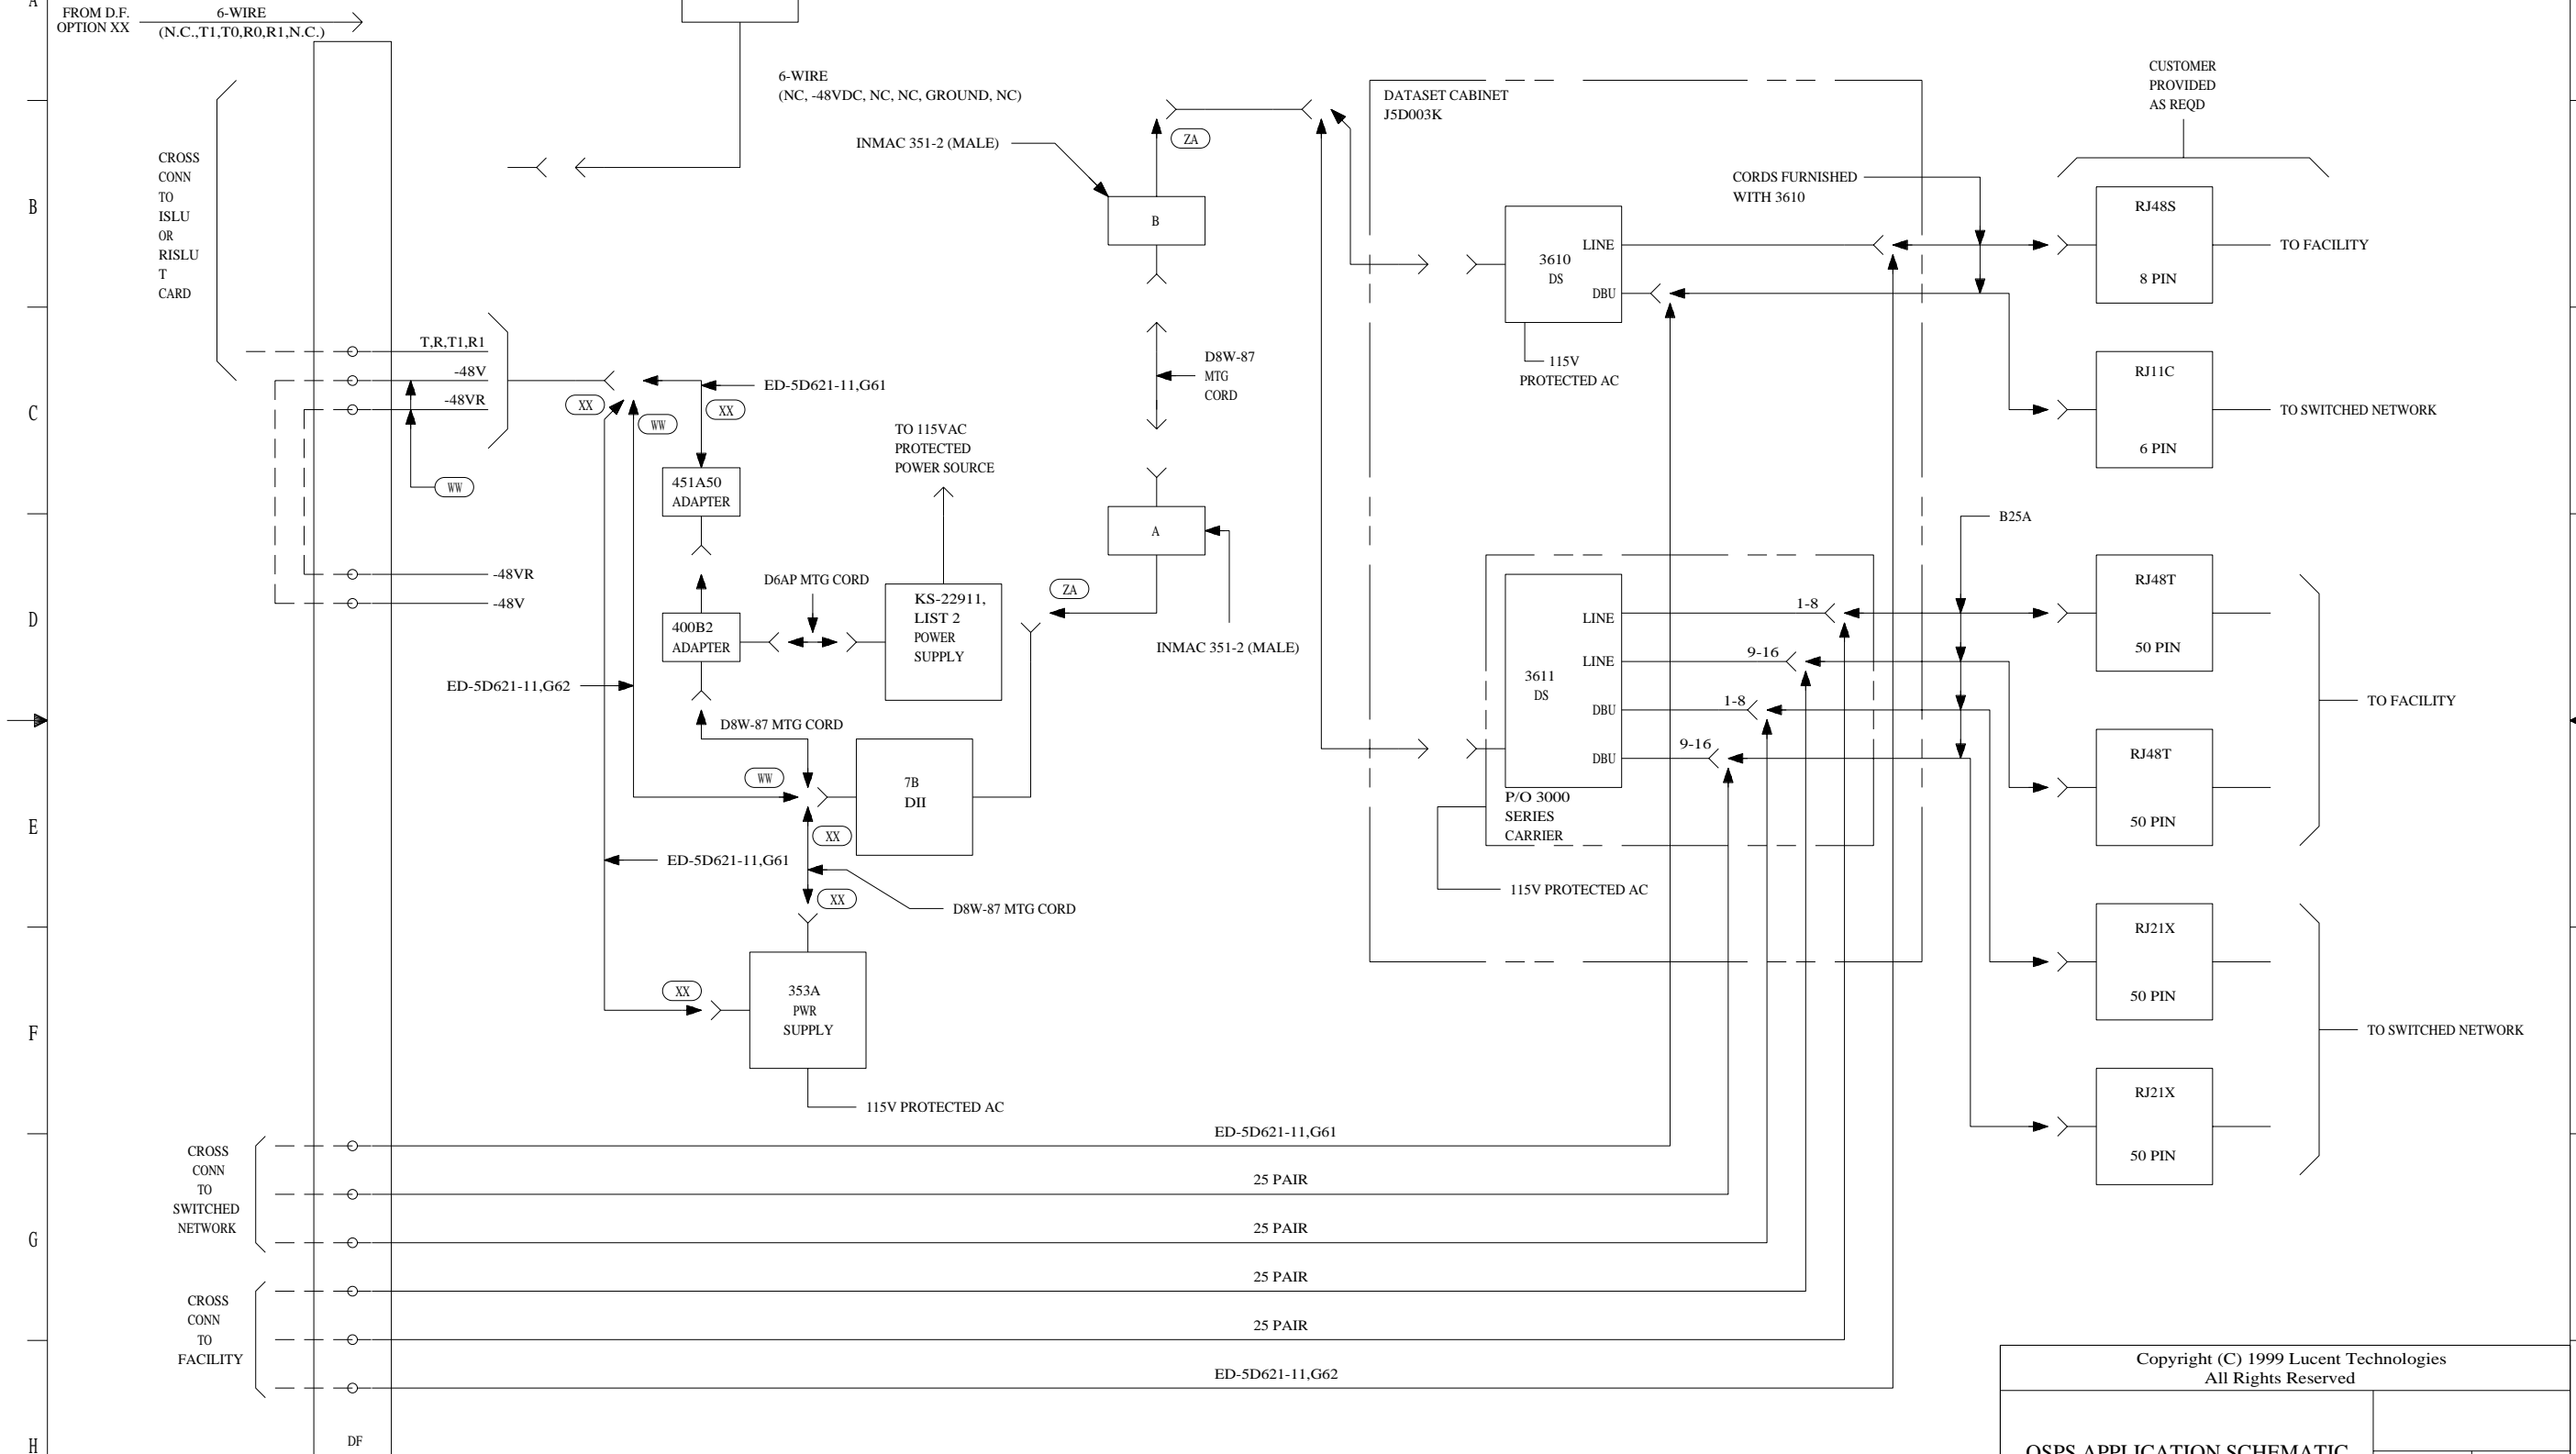 A
FROM D.F.
OPTION XX
6-WIRE
(N.C.,T1,T0,R0,R1,N.C.)
6-WIRE
(NC, -48VDC, NC, NC, GROUND, NC)
INMAC 351-2 (MALE)
ZA
B
DATASET CABINET
J5D003K
CUSTOMER
PROVIDED
AS REQD
CORDS FURNISHED
WITH 3610
B
CROSS
CONN
TO
ISLU
OR
RISLU
T
CARD
3610
DS
LINE
DBU
115V
PROTECTED AC
RJ48S
8 PIN
TO FACILITY
RJ11C
6 PIN
TO SWITCHED NETWORK
C
T,R,T1,R1
-48V
-48VR
WW
XX
WW
XX
ED-5D621-11,G61
451A50
ADAPTER
TO 115VAC
PROTECTED
POWER SOURCE
D8W-87
MTG
CORD
A
INMAC 351-2 (MALE)
ZA
D
-48VR
-48V
D6AP MTG CORD
400B2
ADAPTER
KS-22911,
LIST 2
POWER
SUPPLY
ED-5D621-11,G62
D8W-87 MTG CORD
WW
7B
DII
XX
B25A
3611
DS
LINE
LINE
DBU
DBU
1-8
9-16
1-8
9-16
P/O 3000
SERIES
CARRIER
115V PROTECTED AC
RJ48T
50 PIN
RJ48T
50 PIN
TO FACILITY
E
ED-5D621-11,G61
XX
D8W-87 MTG CORD
RJ21X
50 PIN
RJ21X
50 PIN
TO SWITCHED NETWORK
F
XX
353A
PWR
SUPPLY
115V PROTECTED AC
G
CROSS
CONN
TO
SWITCHED
NETWORK
ED-5D621-11,G61
25 PAIR
25 PAIR
CROSS
CONN
TO
FACILITY
25 PAIR
25 PAIR
ED-5D621-11,G62
H
DF
Copyright (C) 1999 Lucent Technologies
All Rights Reserved
OSPS APPLICATION SCHEMATIC